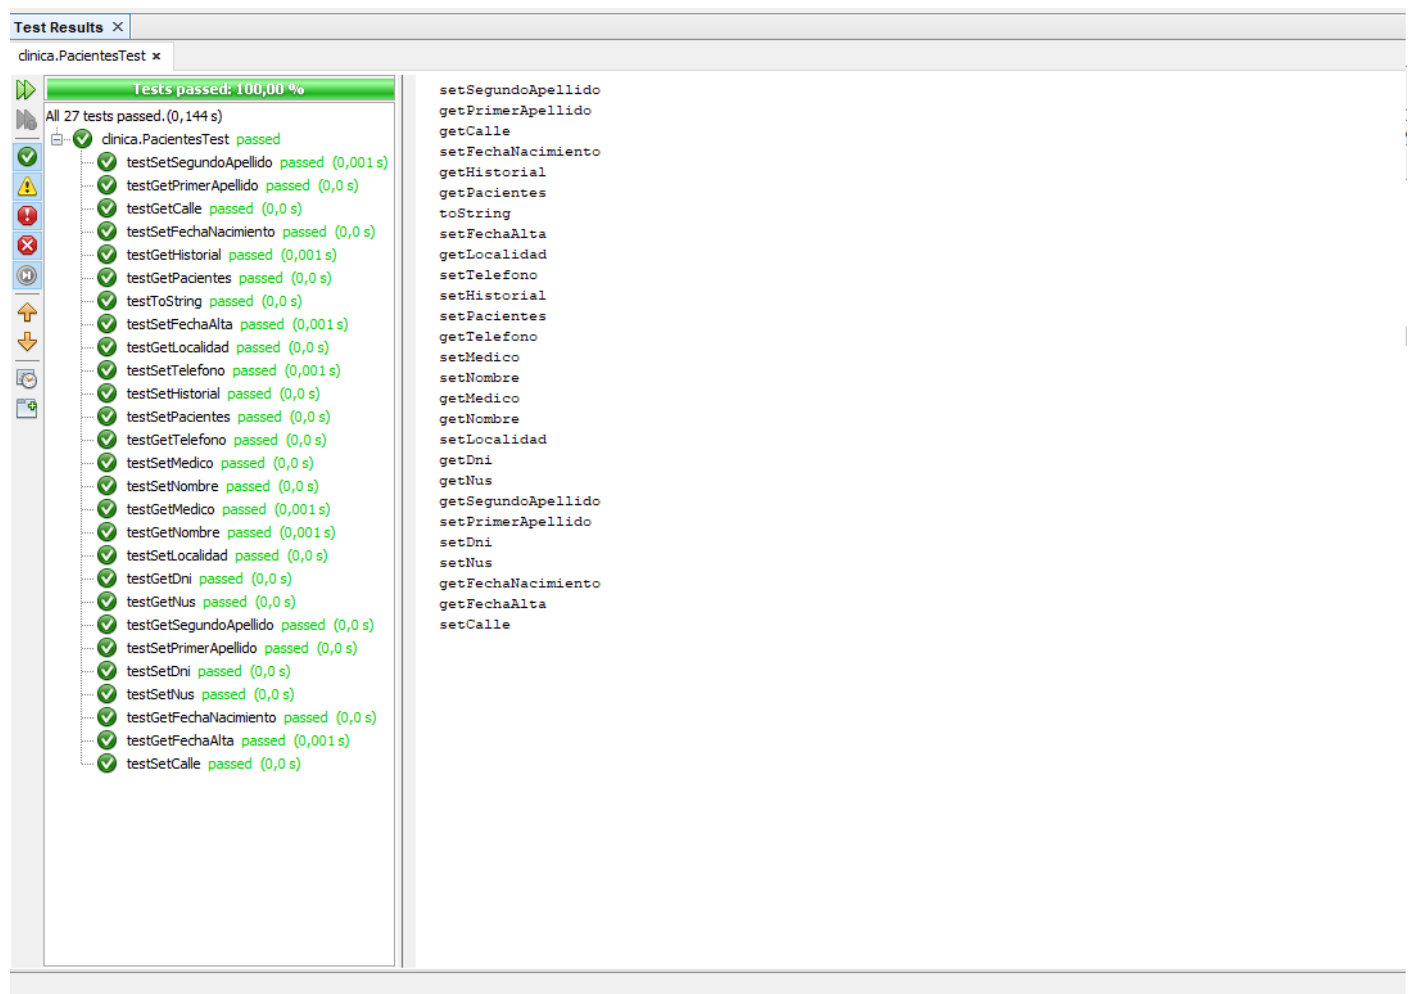 Test Results
clinica.PacientesTest
Tests passed: 100,00 %
All 27 tests passed.(0,144 s)
clinica.PacientesTest passed
testSetSegundoApellido passed (0,001 s)
testGetPrimerApellido passed (0,0 s)
testGetCalle passed (0,0 s)
testSetFechaNacimiento passed (0,0 s)
testGetHistorial passed (0,001 s)
testGetPacientes passed (0,0 s)
testToString passed (0,0 s)
testSetFechaAlta passed (0,001 s)
testGetLocalidad passed (0,0 s)
testSetTelefono passed (0,001 s)
testSetHistorial passed (0,0 s)
testSetPacientes passed (0,0 s)
testGetTelefono passed (0,0 s)
testSetMedico passed (0,0 s)
testSetNombre passed (0,0 s)
testGetMedico passed (0,001 s)
testGetNombre passed (0,001 s)
testSetLocalidad passed (0,0 s)
testGetDni passed (0,0 s)
testGetNus passed (0,0 s)
testGetSegundoApellido passed (0,0 s)
testSetPrimerApellido passed (0,0 s)
testSetDni passed (0,0 s)
testSetNus passed (0,0 s)
testGetFechaNacimiento passed (0,0 s)
testGetFechaAlta passed (0,001 s)
testSetCalle passed (0,0 s)
setSegundoApellido
getPrimerApellido
getCalle
setFechaNacimiento
getHistorial
getPacientes
toString
setFechaAlta
getLocalidad
setTelefono
setHistorial
setPacientes
getTelefono
setMedico
setNombre
getMedico
getNombre
setLocalidad
getDni
getNus
getSegundoApellido
setPrimerApellido
setDni
setNus
getFechaNacimiento
getFechaAlta
setCalle